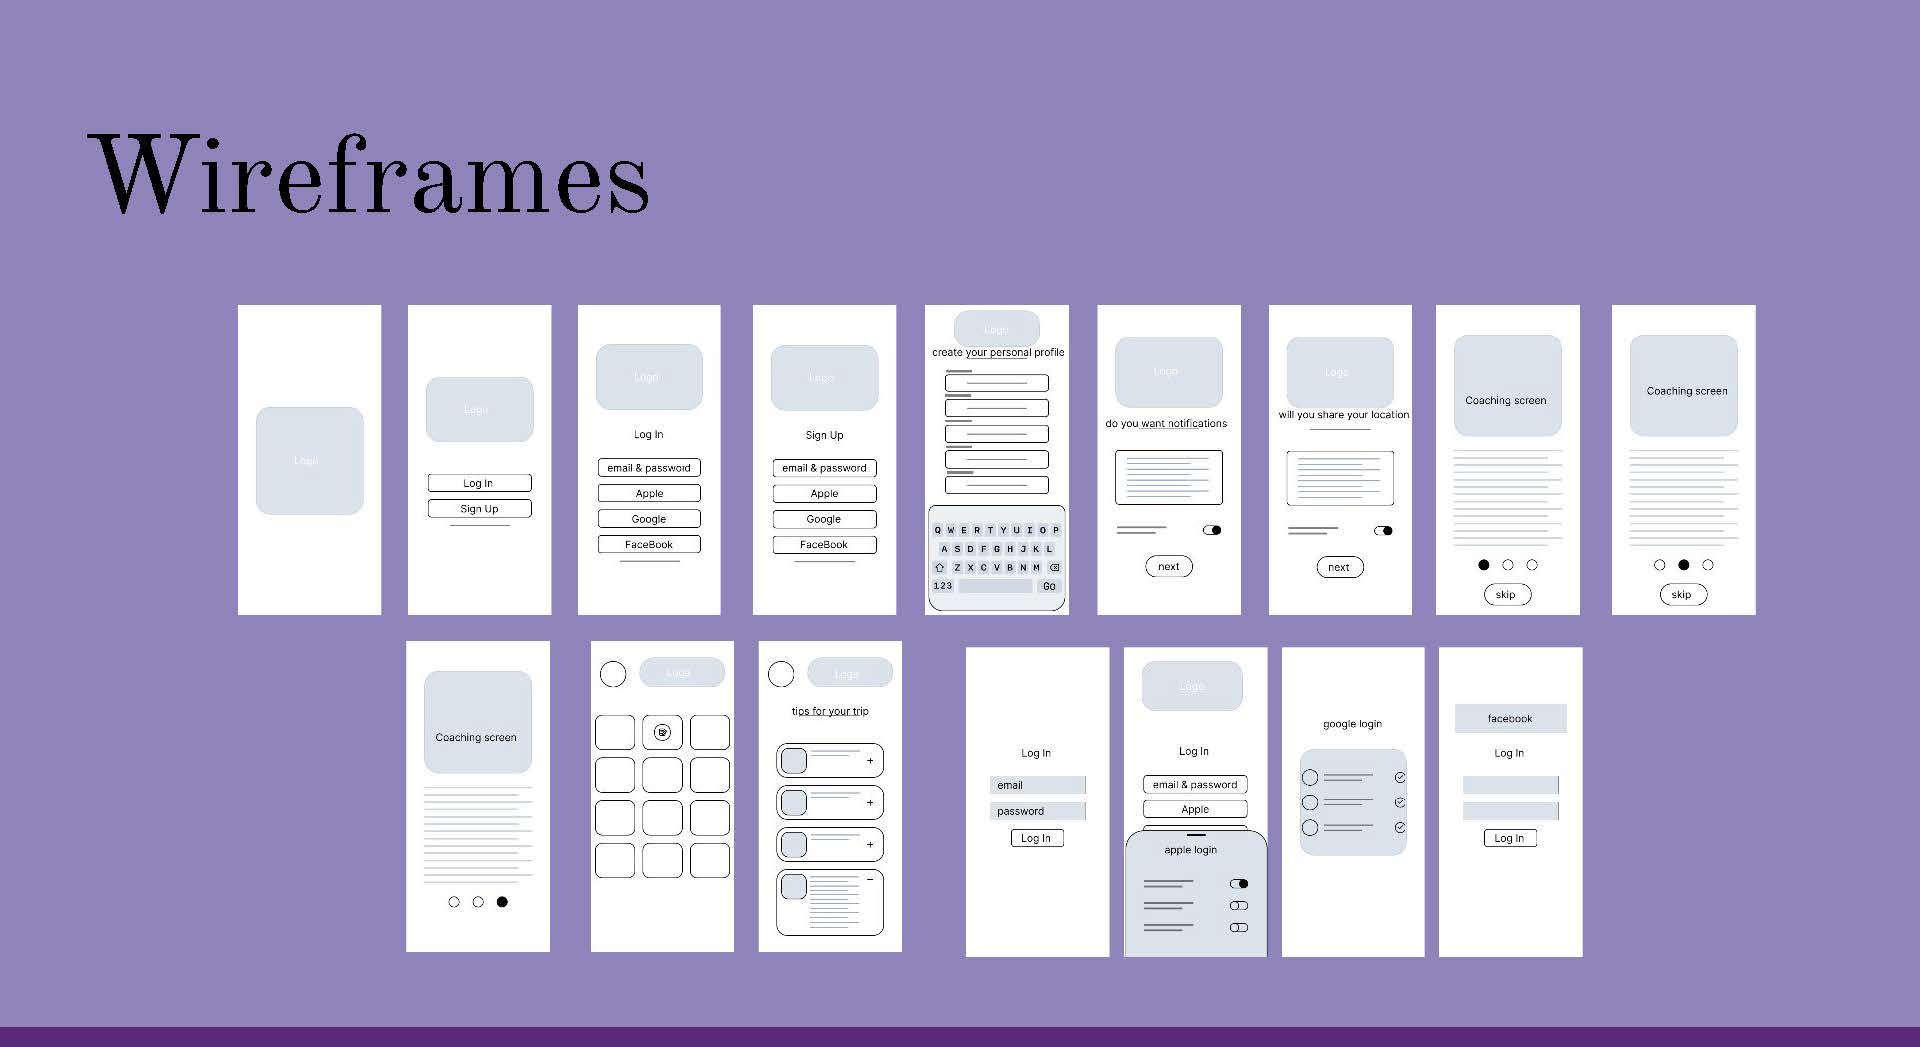 Wireframes
Logo
Logo
Log In
Sign Up
Logo
Log In
email & password
Apple
Google
FaceBook
Logo
Sign Up
email & password
Apple
Google
FaceBook
Logo
create your personal profile
Q W E R T Y U I O P
A S D F G H J K L
Z X C V B N M
123 Go
Logo
do you want notifications
next
Logo
will you share your location
next
Coaching screen
skip
Coaching screen
skip
Coaching screen
Logo
Logo
tips for your trip
+
+
+
-
Log In
email
password
Log In
Logo
Log In
email & password
Apple
apple login
google login
facebook
Log In
Log In